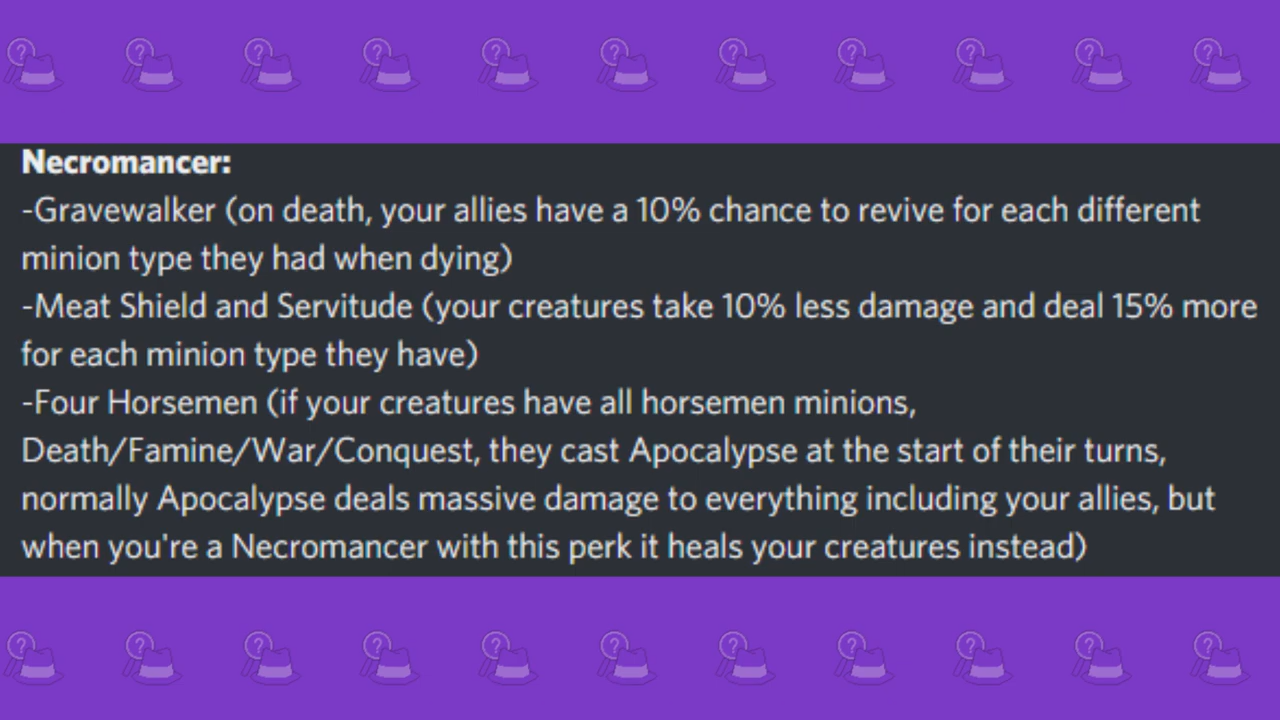 Necromancer:
-Gravewalker (on death, your allies have a 10% chance to revive for each different
minion type they had when dying)
-Meat Shield and Servitude (your creatures take 10% less damage and deal 15% more
for each minion type they have)
-Four Horsemen (if your creatures have all horsemen minions,
Death/Famine/War/Conquest, they cast Apocalypse at the start of their turns,
normally Apocalypse deals massive damage to everything including your allies, but
when you're a Necromancer with this perk it heals your creatures instead)